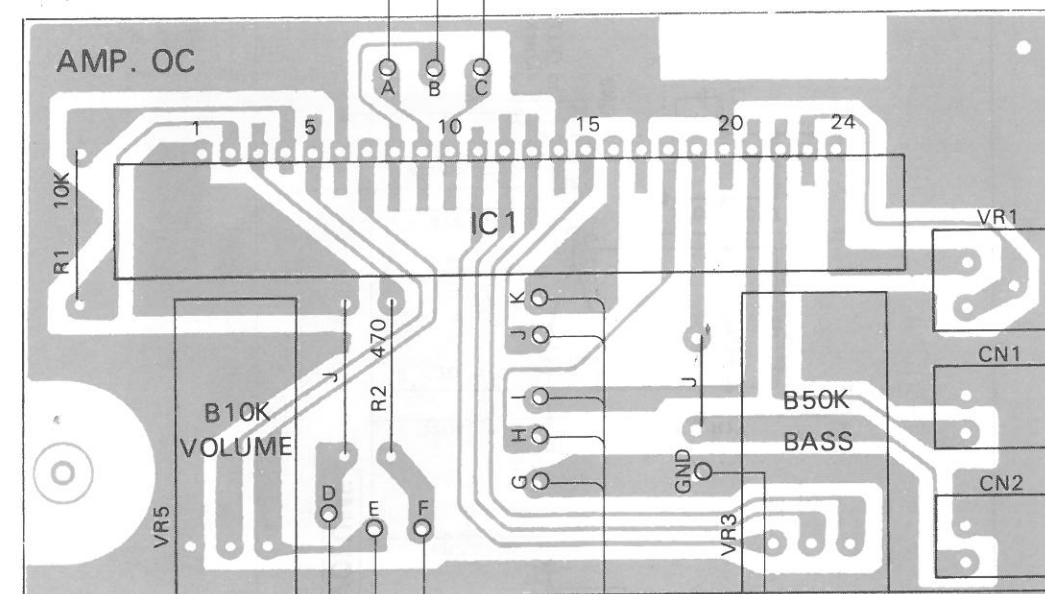 AMP. OC
A B C
1 5 10 15 20 24
10K
R1
IC1
VR1
K
J
470
R2
J
J
CN1
I
H
G
B10K
VOLUME
B50K
BASS
GND
CN2
D E F
VR5
VR3